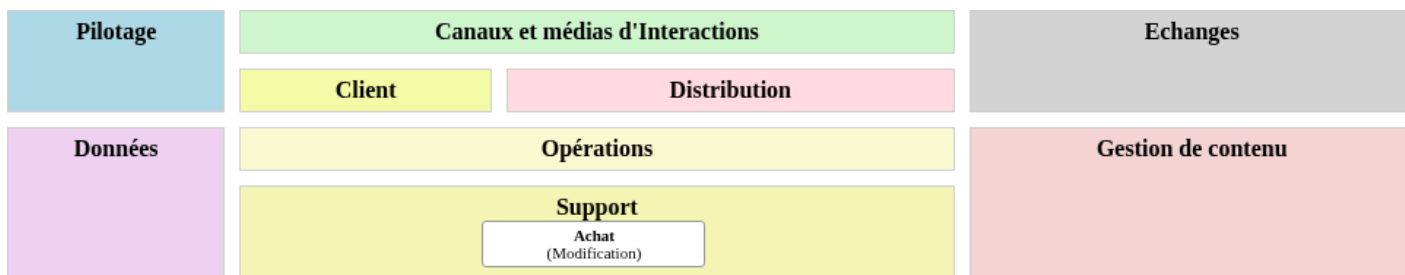 Pilotage
Canaux et médias d'Interactions
Echanges
Client
Distribution
Données
Opérations
Gestion de contenu
Support
Achat
(Modification)